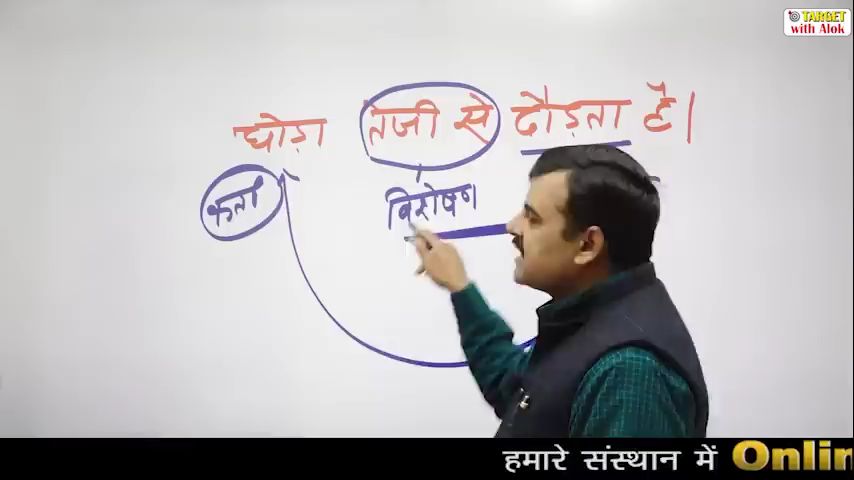 TARGET
with Alok
घोड़ा तेजी से दौड़ता है।
कर्ता
विशेषण
हमारे संस्थान में Onlin